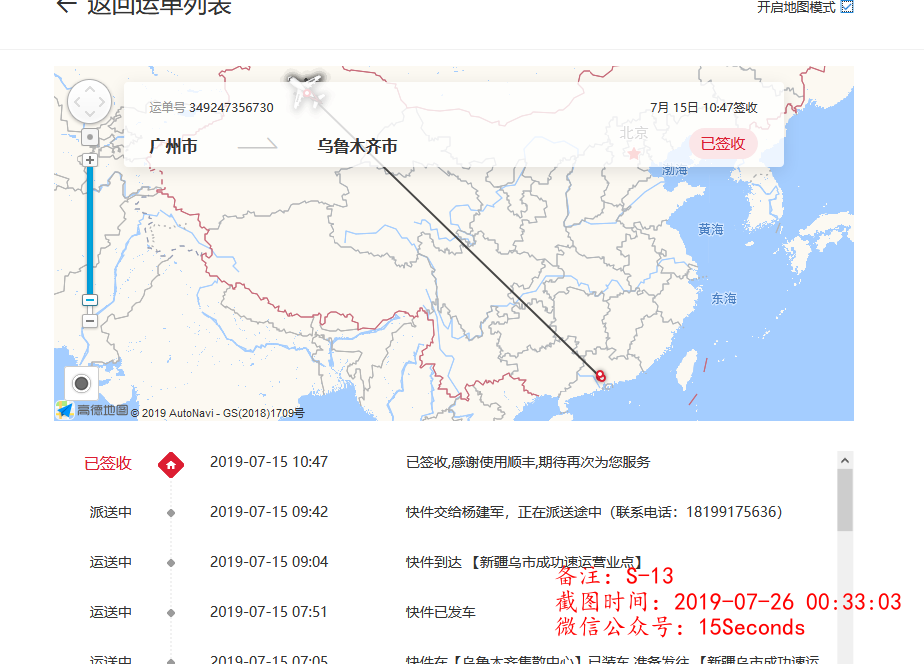 返回运单列表
开启地图模式
运单号 349247356730
7月 15日 10:47签收
广州市
乌鲁木齐市
北京
已签收
渤海
黄海
东海
高德地图 © 2019 AutoNavi - GS(2018)1709号
已签收 2019-07-15 10:47 已签收,感谢使用顺丰,期待再次为您服务
派送中 2019-07-15 09:42 快件交给杨建军，正在派送途中（联系电话：18199175636）
运送中 2019-07-15 09:04 快件到达 【新疆乌市成功速运营业点】
备注：S-13
截图时间：2019-07-26 00:33:03
运送中 2019-07-15 07:51 快件已发车
微信公众号：15Seconds
运送中 2019-07-15 07:05 快件在【乌鲁木齐集散中心】已装车,准备发往 【新疆乌市成功速运